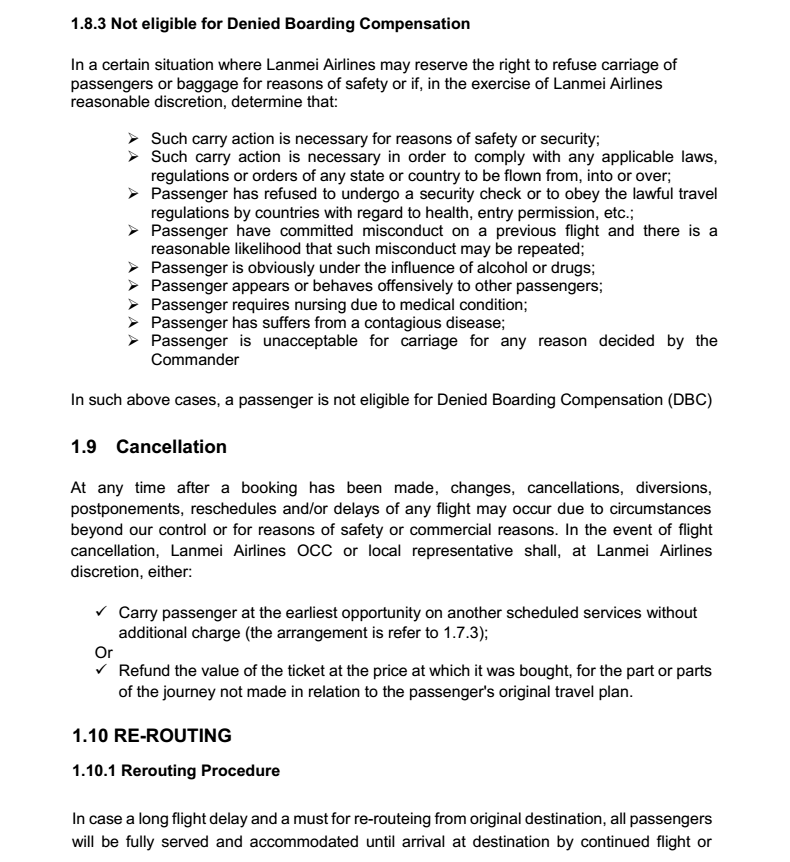 1.8.3 Not eligible for Denied Boarding Compensation
In a certain situation where Lanmei Airlines may reserve the right to refuse carriage of
passengers or baggage for reasons of safety or if, in the exercise of Lanmei Airlines
reasonable discretion, determine that:
➢ Such carry action is necessary for reasons of safety or security;
➢ Such carry action is necessary in order to comply with any applicable laws,
regulations or orders of any state or country to be flown from, into or over;
➢ Passenger has refused to undergo a security check or to obey the lawful travel
regulations by countries with regard to health, entry permission, etc.;
➢ Passenger have committed misconduct on a previous flight and there is a
reasonable likelihood that such misconduct may be repeated;
➢ Passenger is obviously under the influence of alcohol or drugs;
➢ Passenger appears or behaves offensively to other passengers;
➢ Passenger requires nursing due to medical condition;
➢ Passenger has suffers from a contagious disease;
➢ Passenger is unacceptable for carriage for any reason decided by the
Commander
In such above cases, a passenger is not eligible for Denied Boarding Compensation (DBC)
1.9 Cancellation
At any time after a booking has been made, changes, cancellations, diversions,
postponements, reschedules and/or delays of any flight may occur due to circumstances
beyond our control or for reasons of safety or commercial reasons. In the event of flight
cancellation, Lanmei Airlines OCC or local representative shall, at Lanmei Airlines
discretion, either:
✓ Carry passenger at the earliest opportunity on another scheduled services without
additional charge (the arrangement is refer to 1.7.3);
Or
✓ Refund the value of the ticket at the price at which it was bought, for the part or parts
of the journey not made in relation to the passenger's original travel plan.
1.10 RE-ROUTING
1.10.1 Rerouting Procedure
In case a long flight delay and a must for re-routeing from original destination, all passengers
will be fully served and accommodated until arrival at destination by continued flight or